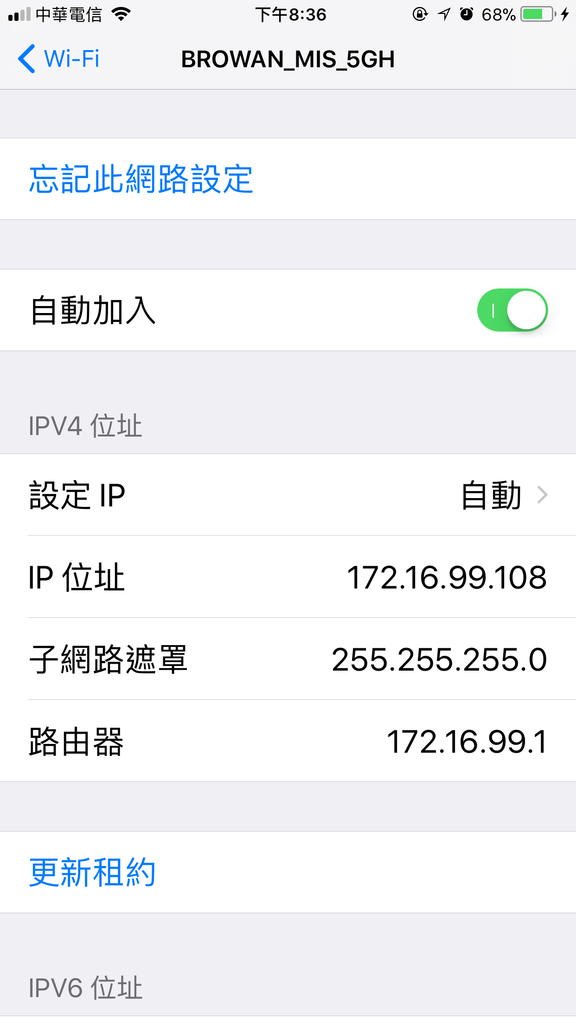 中華電信 下午8:36 68%
Wi-Fi BROWAN_MIS_5GH
忘記此網路設定
自動加入
IPV4 位址
設定 IP 自動
IP 位址 172.16.99.108
子網路遮罩 255.255.255.0
路由器 172.16.99.1
更新租約
IPV6 位址